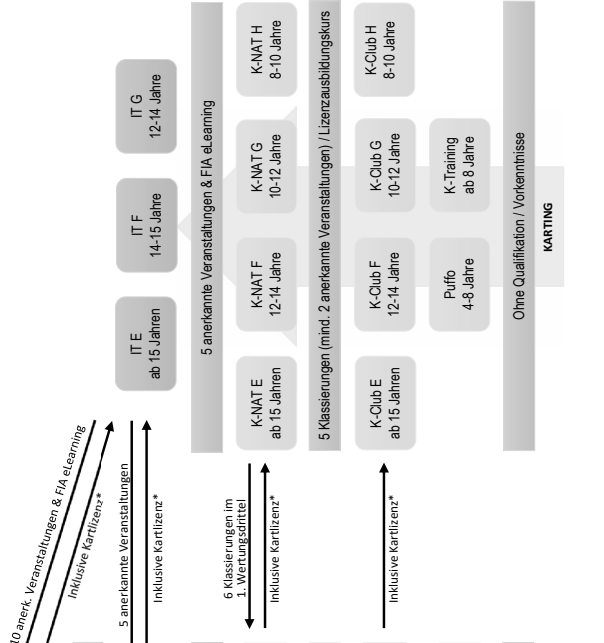 10 anerk. Veranstaltungen & FIA eLearning
Inklusive Kartlizenz*
5 anerkannte Veranstaltungen
Inklusive Kartlizenz*
IT E
ab 15 Jahren
IT F
14-15 Jahre
IT G
12-14 Jahre
5 anerkannte Veranstaltungen & FIA eLearning
6 Klassierungen im
1. Wertungsdrittel
Inklusive Kartlizenz*
K-NAT E
ab 15 Jahren
K-NAT F
12-14 Jahre
K-NAT G
10-12 Jahre
K-NAT H
8-10 Jahre
5 Klassierungen (mind. 2 anerkannte Veranstaltungen) / Lizenzausbildungskurs
Inklusive Kartlizenz*
K-Club E
ab 15 Jahren
K-Club F
12-14 Jahre
K-Club G
10-12 Jahre
K-Club H
8-10 Jahre
Puffo
4-8 Jahre
K-Training
ab 8 Jahre
Ohne Qualifikation / Vorkenntnisse
KARTING